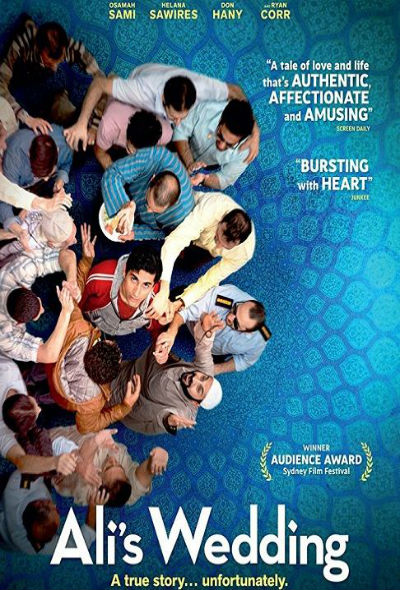 OSAMAH SAMI HELANA SAWIRES DON HANY AND RYAN CORR
"A tale of love and life
that's AUTHENTIC,
AFFECTIONATE
and AMUSING"
SCREEN DAILY
"BURSTING
with HEART"
JUNKEE
WINNER
AUDIENCE AWARD
Sydney Film Festival
Ali's Wedding
A true story... unfortunately.